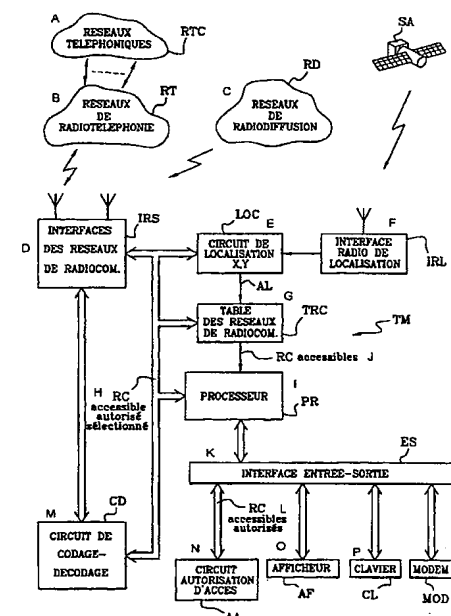 A
RESEAUX
TELEPHONIQUES
RTC
SA
B
RESEAUX
DE
RADIOTELEPHONIE
RT
C
RESEAUX
DE
RADIODIFFUSION
RD
D
INTERFACES
DES RESEAUX
DE RADIOCOM.
IRS
LOC
E
CIRCUIT DE
LOCALISATION
X,Y
F
INTERFACE
RADIO DE
LOCALISATION
IRL
AL
G
TABLE
DES RESEAUX
DE RADIOCOM.
TRC
TM
RC accessibles J
H RC
accessible
autorisé
sélectionné
I
PROCESSEUR
PR
K
ES
INTERFACE ENTREE-SORTIE
M
CD
CIRCUIT DE
CODAGE-
DECODAGE
RC L
accessibles
autorisés
N
CIRCUIT
AUTORISATION
D'ACCES
O
AFFICHEUR
AF
P
CLAVIER
CL
MODEM
MOD